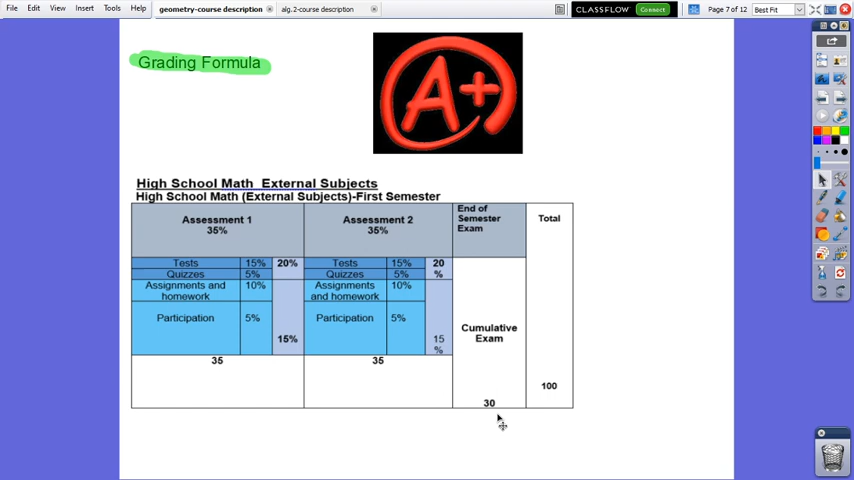 File Edit View Insert Tools Help
geometry-course description
alg.2-course description
CLASSFLOW Connect
Page 7 of 12
Best Fit
Grading Formula
A+
High School Math External Subjects
High School Math (External Subjects)-First Semester
Assessment 1
35%
Assessment 2
35%
End of
Semester
Exam
Total
Tests 15% 20% Tests 15% 20
Quizzes 5% Quizzes 5% %
Assignments and 10% Assignments 10%
homework and homework
Participation 5% Participation 5%
Cumulative
Exam
15% 15
%
35 35
100
30